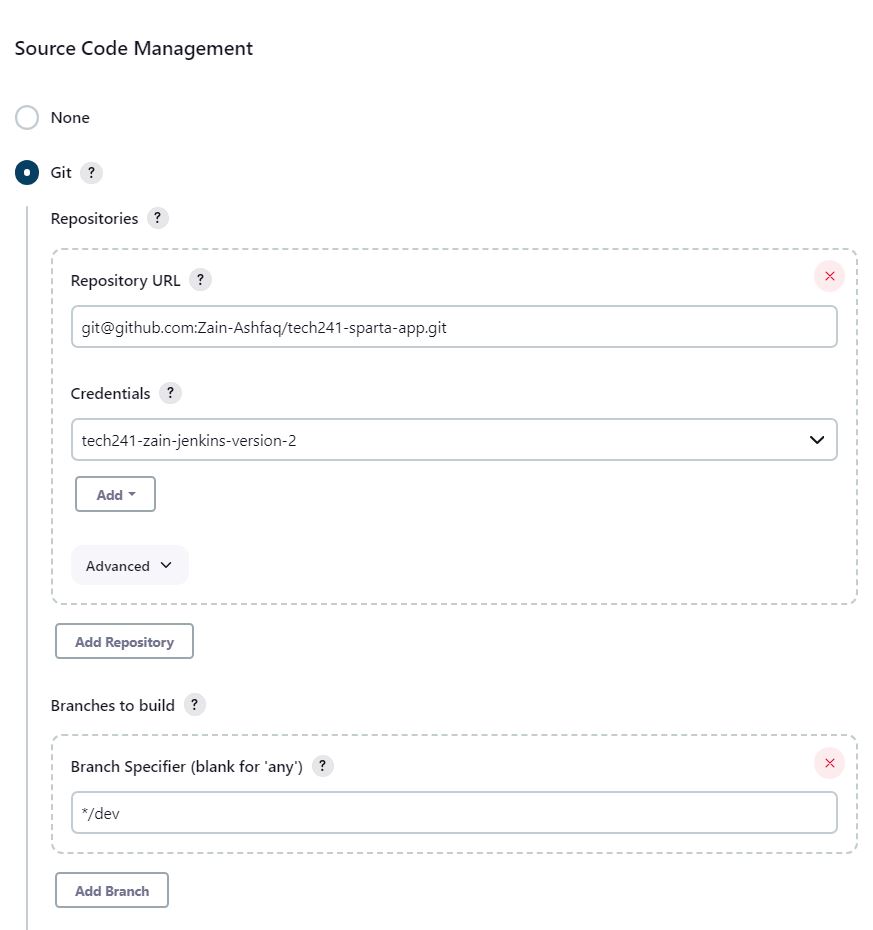 Source Code Management
None
Git ?
Repositories ?
Repository URL ?
git@github.com:Zain-Ashfaq/tech241-sparta-app.git
Credentials ?
tech241-zain-jenkins-version-2
Add
Advanced
Add Repository
Branches to build ?
Branch Specifier (blank for 'any') ?
*/dev
Add Branch